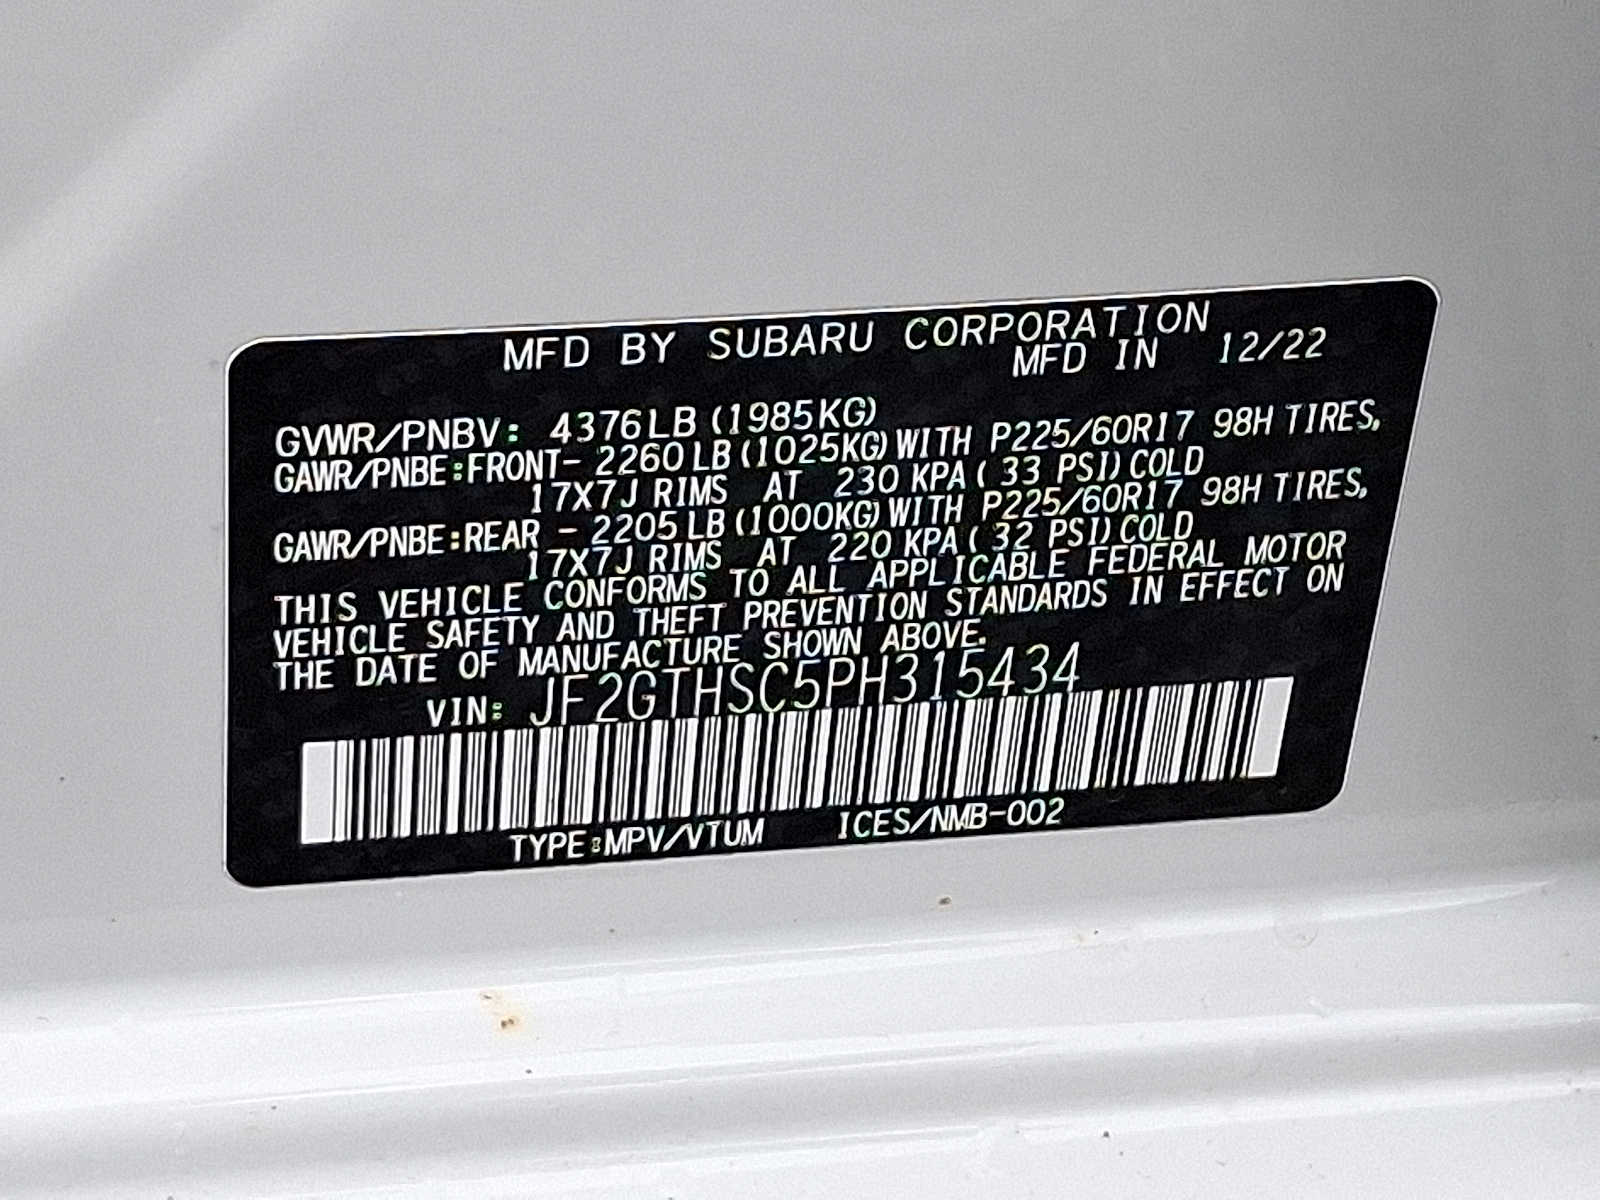 MFD BY SUBARU CORPORATION
MFD IN 12/22
GVWR/PNBV: 4376LB (1985KG)
GAWR/PNBE:FRONT- 2260LB (1025KG) WITH P225/60R17 98H TIRES,
17X7J RIMS AT 230 KPA ( 33 PSI) COLD
GAWR/PNBE:REAR - 2205LB (1000KG) WITH P225/60R17 98H TIRES,
17X7J RIMS AT 220 KPA ( 32 PSI) COLD
THIS VEHICLE CONFORMS TO ALL APPLICABLE FEDERAL MOTOR
VEHICLE SAFETY AND THEFT PREVENTION STANDARDS IN EFFECT ON
THE DATE OF MANUFACTURE SHOWN ABOVE.
VIN: JF2GTHSC5PH315434
TYPE:MPV/VTUM ICES/NMB-002